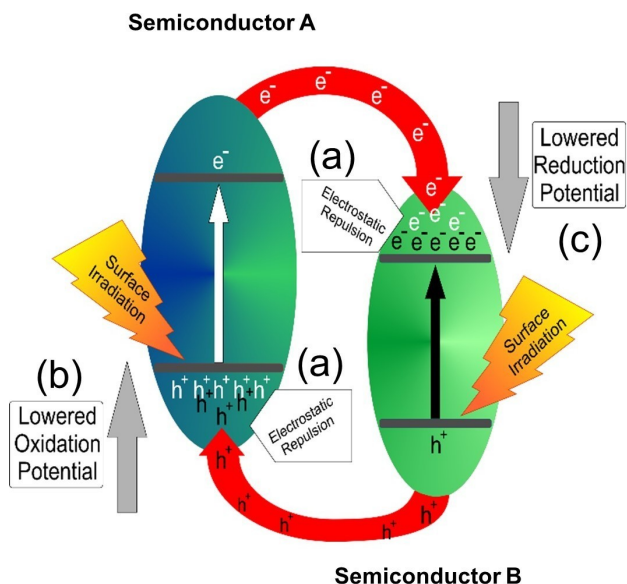 Semiconductor A
e⁻ e⁻ e⁻ e⁻ e⁻
e⁻
(a)
Electrostatic
Repulsion
e⁻
e⁻ e⁻ e⁻
e⁻ e⁻ e⁻ e⁻ e⁻
Lowered
Reduction
Potential
(c)
Surface
Irradiation
Surface
Irradiation
(b)
Lowered
Oxidation
Potential
(a)
h⁺ h⁺ h⁺ h⁺ h⁺
h⁺ h⁺ h⁺
h⁺
Electrostatic
Repulsion
h⁺
h⁺
h⁺ h⁺ h⁺ h⁺
Semiconductor B